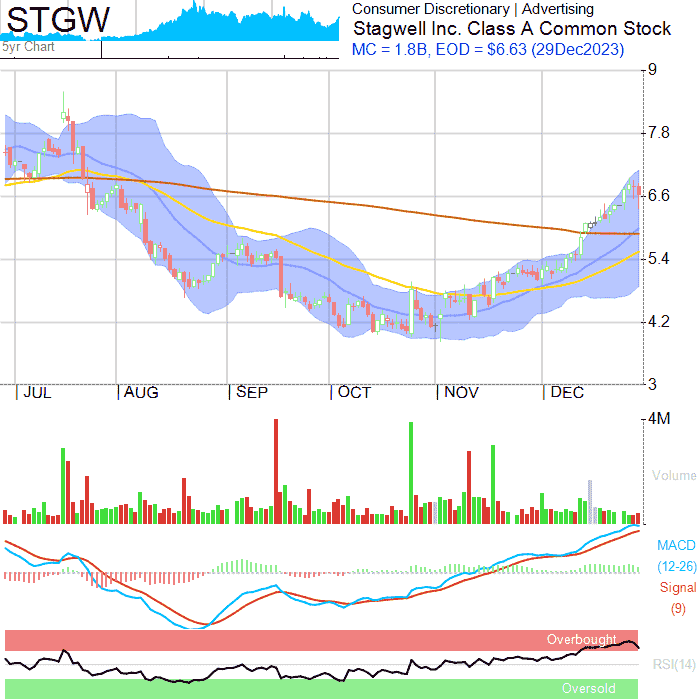 STGW
5yr Chart
Consumer Discretionary | Advertising
Stagwell Inc. Class A Common Stock
MC = 1.8B, EOD = $6.63 (29Dec2023)
9
7.8
6.6
5.4
4.2
3
JUL AUG SEP OCT NOV DEC
4M
Volume
MACD
(12-26)
Signal
(9)
Overbought
RSI(14)
Oversold